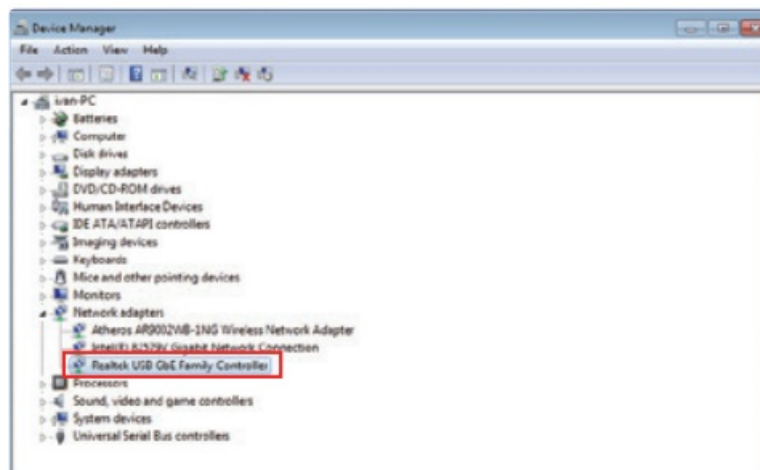 Device Manager
File Action View Help
ivan-PC
Batteries
Computer
Disk drives
Display adapters
DVD/CD-ROM drives
Human Interface Devices
IDE ATA/ATAPI controllers
Imaging devices
Keyboards
Mice and other pointing devices
Monitors
Network adapters
Atheros AR9002WB-1NG Wireless Network Adapter
Intel(R) 82579V Gigabit Network Connection
Realtek USB GbE Family Controller
Processors
Sound, video and game controllers
System devices
Universal Serial Bus controllers